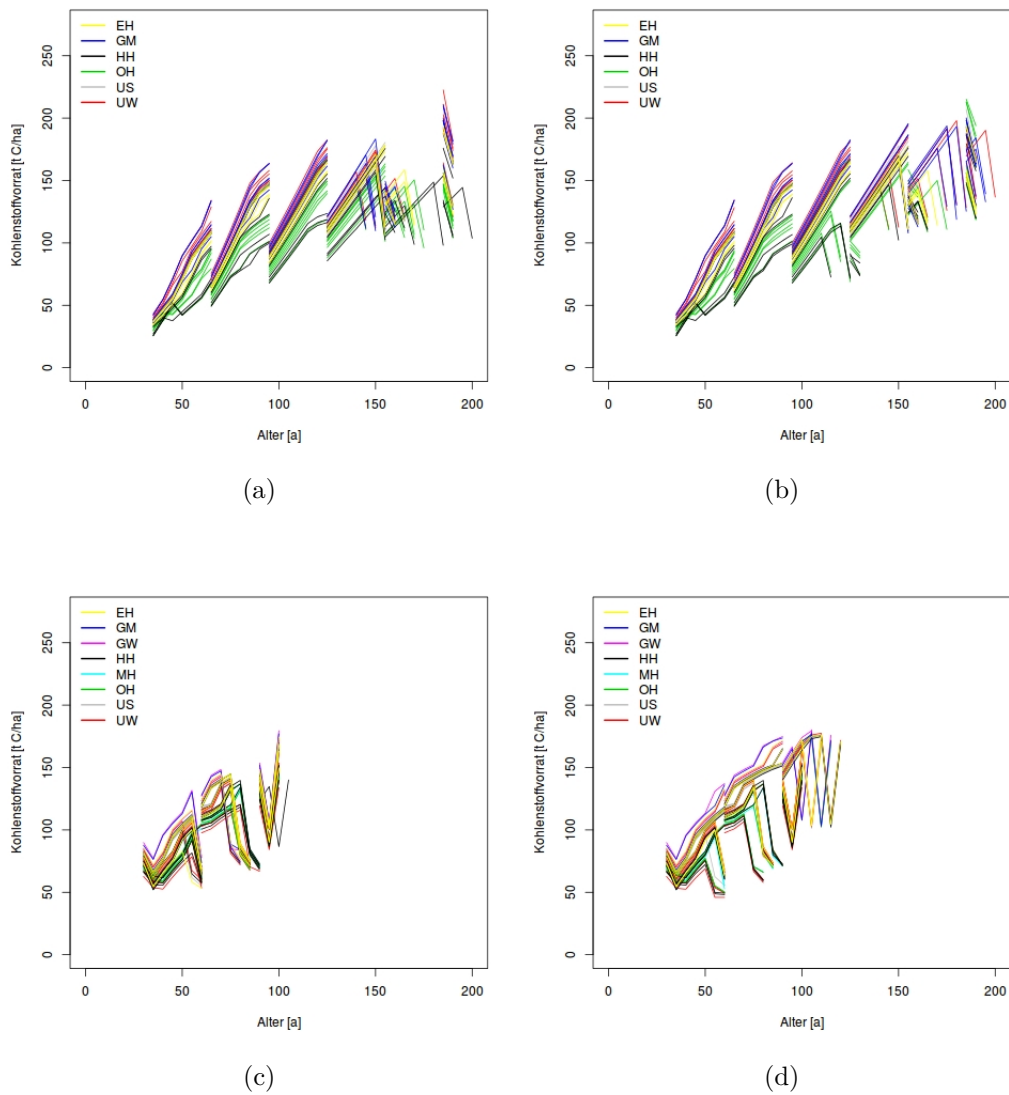 EH
GM
HH
OH
US
UW
Kohlenstoffvorrat [t C/ha]
250
200
150
100
50
0
0 50 100 150 200
Alter [a]
(a)
EH
GM
HH
OH
US
UW
Kohlenstoffvorrat [t C/ha]
250
200
150
100
50
0
0 50 100 150 200
Alter [a]
(b)
EH
GM
GW
HH
MH
OH
US
UW
Kohlenstoffvorrat [t C/ha]
250
200
150
100
50
0
0 50 100 150 200
Alter [a]
(c)
EH
GM
GW
HH
MH
OH
US
UW
Kohlenstoffvorrat [t C/ha]
250
200
150
100
50
0
0 50 100 150 200
Alter [a]
(d)